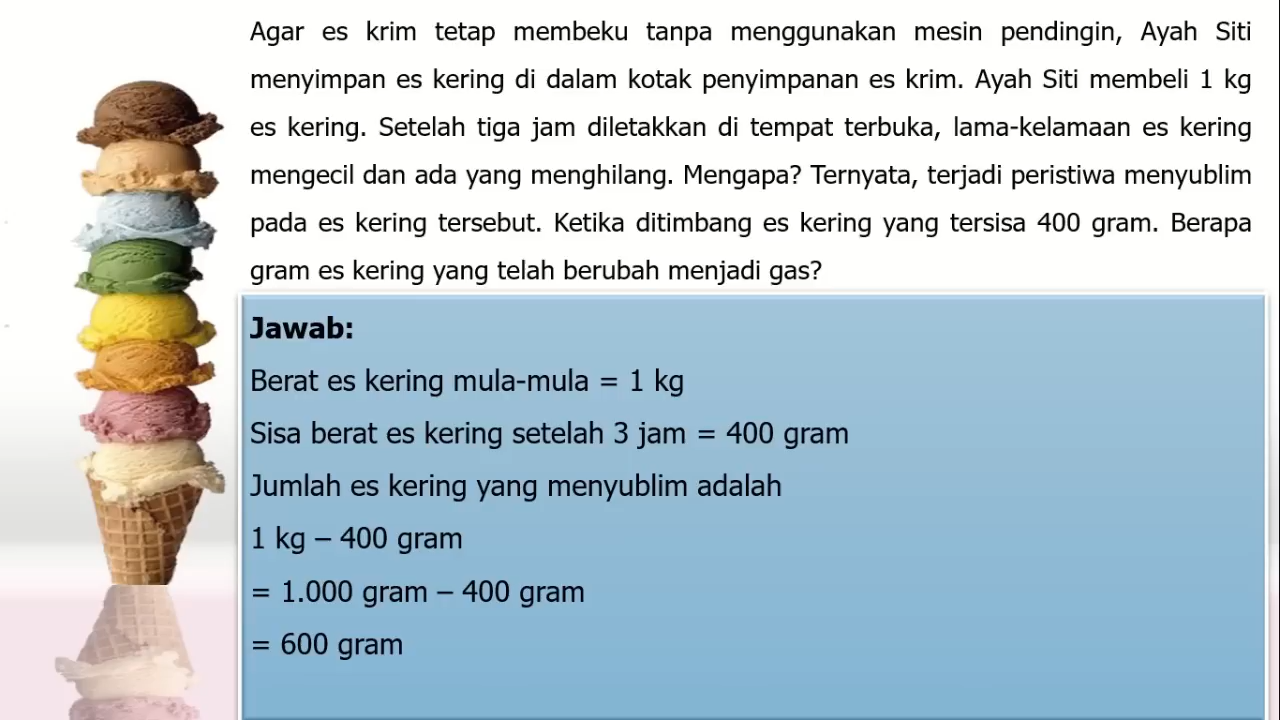 Agar es krim tetap membeku tanpa menggunakan mesin pendingin, Ayah Siti
menyimpan es kering di dalam kotak penyimpanan es krim. Ayah Siti membeli 1 kg
es kering. Setelah tiga jam diletakkan di tempat terbuka, lama-kelamaan es kering
mengecil dan ada yang menghilang. Mengapa? Ternyata, terjadi peristiwa menyublim
pada es kering tersebut. Ketika ditimbang es kering yang tersisa 400 gram. Berapa
gram es kering yang telah berubah menjadi gas?
Jawab:
Berat es kering mula-mula = 1 kg
Sisa berat es kering setelah 3 jam = 400 gram
Jumlah es kering yang menyublim adalah
1 kg – 400 gram
= 1.000 gram – 400 gram
= 600 gram